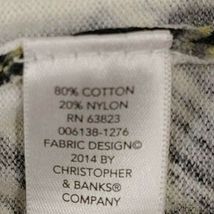 80% COTTON
20% NYLON
RN 63823
006138-1276
FABRIC DESIGN©
2014 BY
CHRISTOPHER
& BANKS®
COMPANY